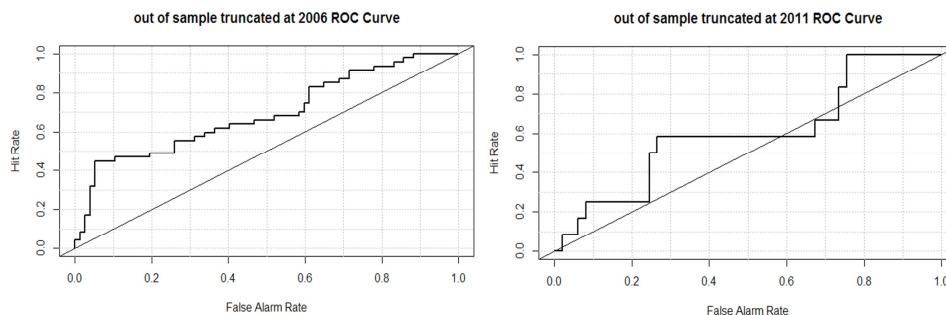 out of sample truncated at 2006 ROC Curve
Hit Rate
1.0
0.8
0.6
0.4
0.2
0.0
0.0 0.2 0.4 0.6 0.8 1.0
False Alarm Rate
out of sample truncated at 2011 ROC Curve
Hit Rate
1.0
0.8
0.6
0.4
0.2
0.0
0.0 0.2 0.4 0.6 0.8 1.0
False Alarm Rate